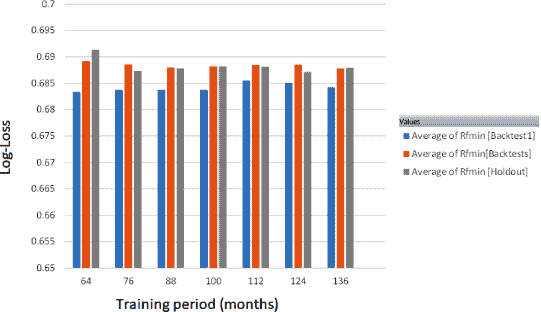 0.7
0.695
0.69
0.685
0.68
0.675
0.67
0.665
0.66
0.655
0.65
Log-Loss
64 76 88 100 112 124 136
Training period (months)
Values
Average of Rfmin [Backtest1]
Average of Rfmin[Backtests]
Average of Rfmin [Holdout]